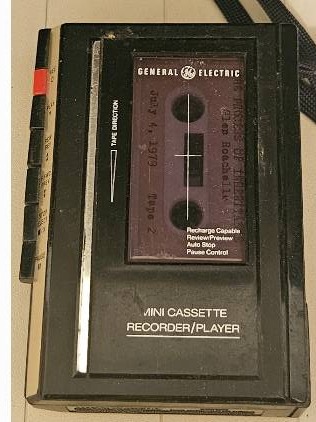 GENERAL GE ELECTRIC
TAPE DIRECTION
July 4, 1979 Tape 2
Recharge Capable
Review/Preview
Auto Stop
Pause Control
MINI CASSETTE
RECORDER/PLAYER